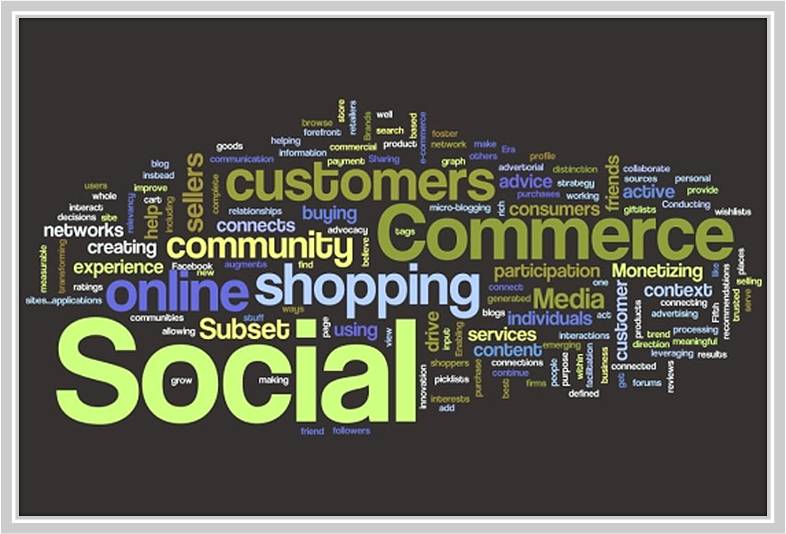 store
retailers
Brands
well
browse
forefront
search
based
product
e-commerce
foster
network
make
Era
others
helping
information
commercial
goods
communication
payment
Sharing
graph
profile
advertorial
distinction
friends
collaborate
sources
personal
provide
blog
instead
users
whole
improve
cart
Including
sellers
complete
customers
advice
strategy
purchases
working
active
Conducting
giftlists
wishlists
interact
decisions
site
relevancy
help
relationships
buying
micro-blogging
rich
consumers
networks
creating
connects
advocacy
tags
Commerce
community
believe
measurable
transforming
experience
Facebook
new
augments
find
participation
Monetizing
like
places
recommendations
selling
trusted
serve
ratings
sites...applications
online
shopping
connect
generated
Media
one
customer
context
connecting
Fifth
advertising
communities
allowing
stuff
ways
Subset
page
using
view
drive
input
Enabling
blogs
individuals
act
services
interactions
products
processing
trend
direction
meaningful
leveraging
results
Social
content
emerging
connections
continue
shoppers
picklists
purchase
people
purpose
within
facilitation
business
connected
get
forums
reviews
grow
making
innovation
interests
add
best
firms
defined
friend
followers